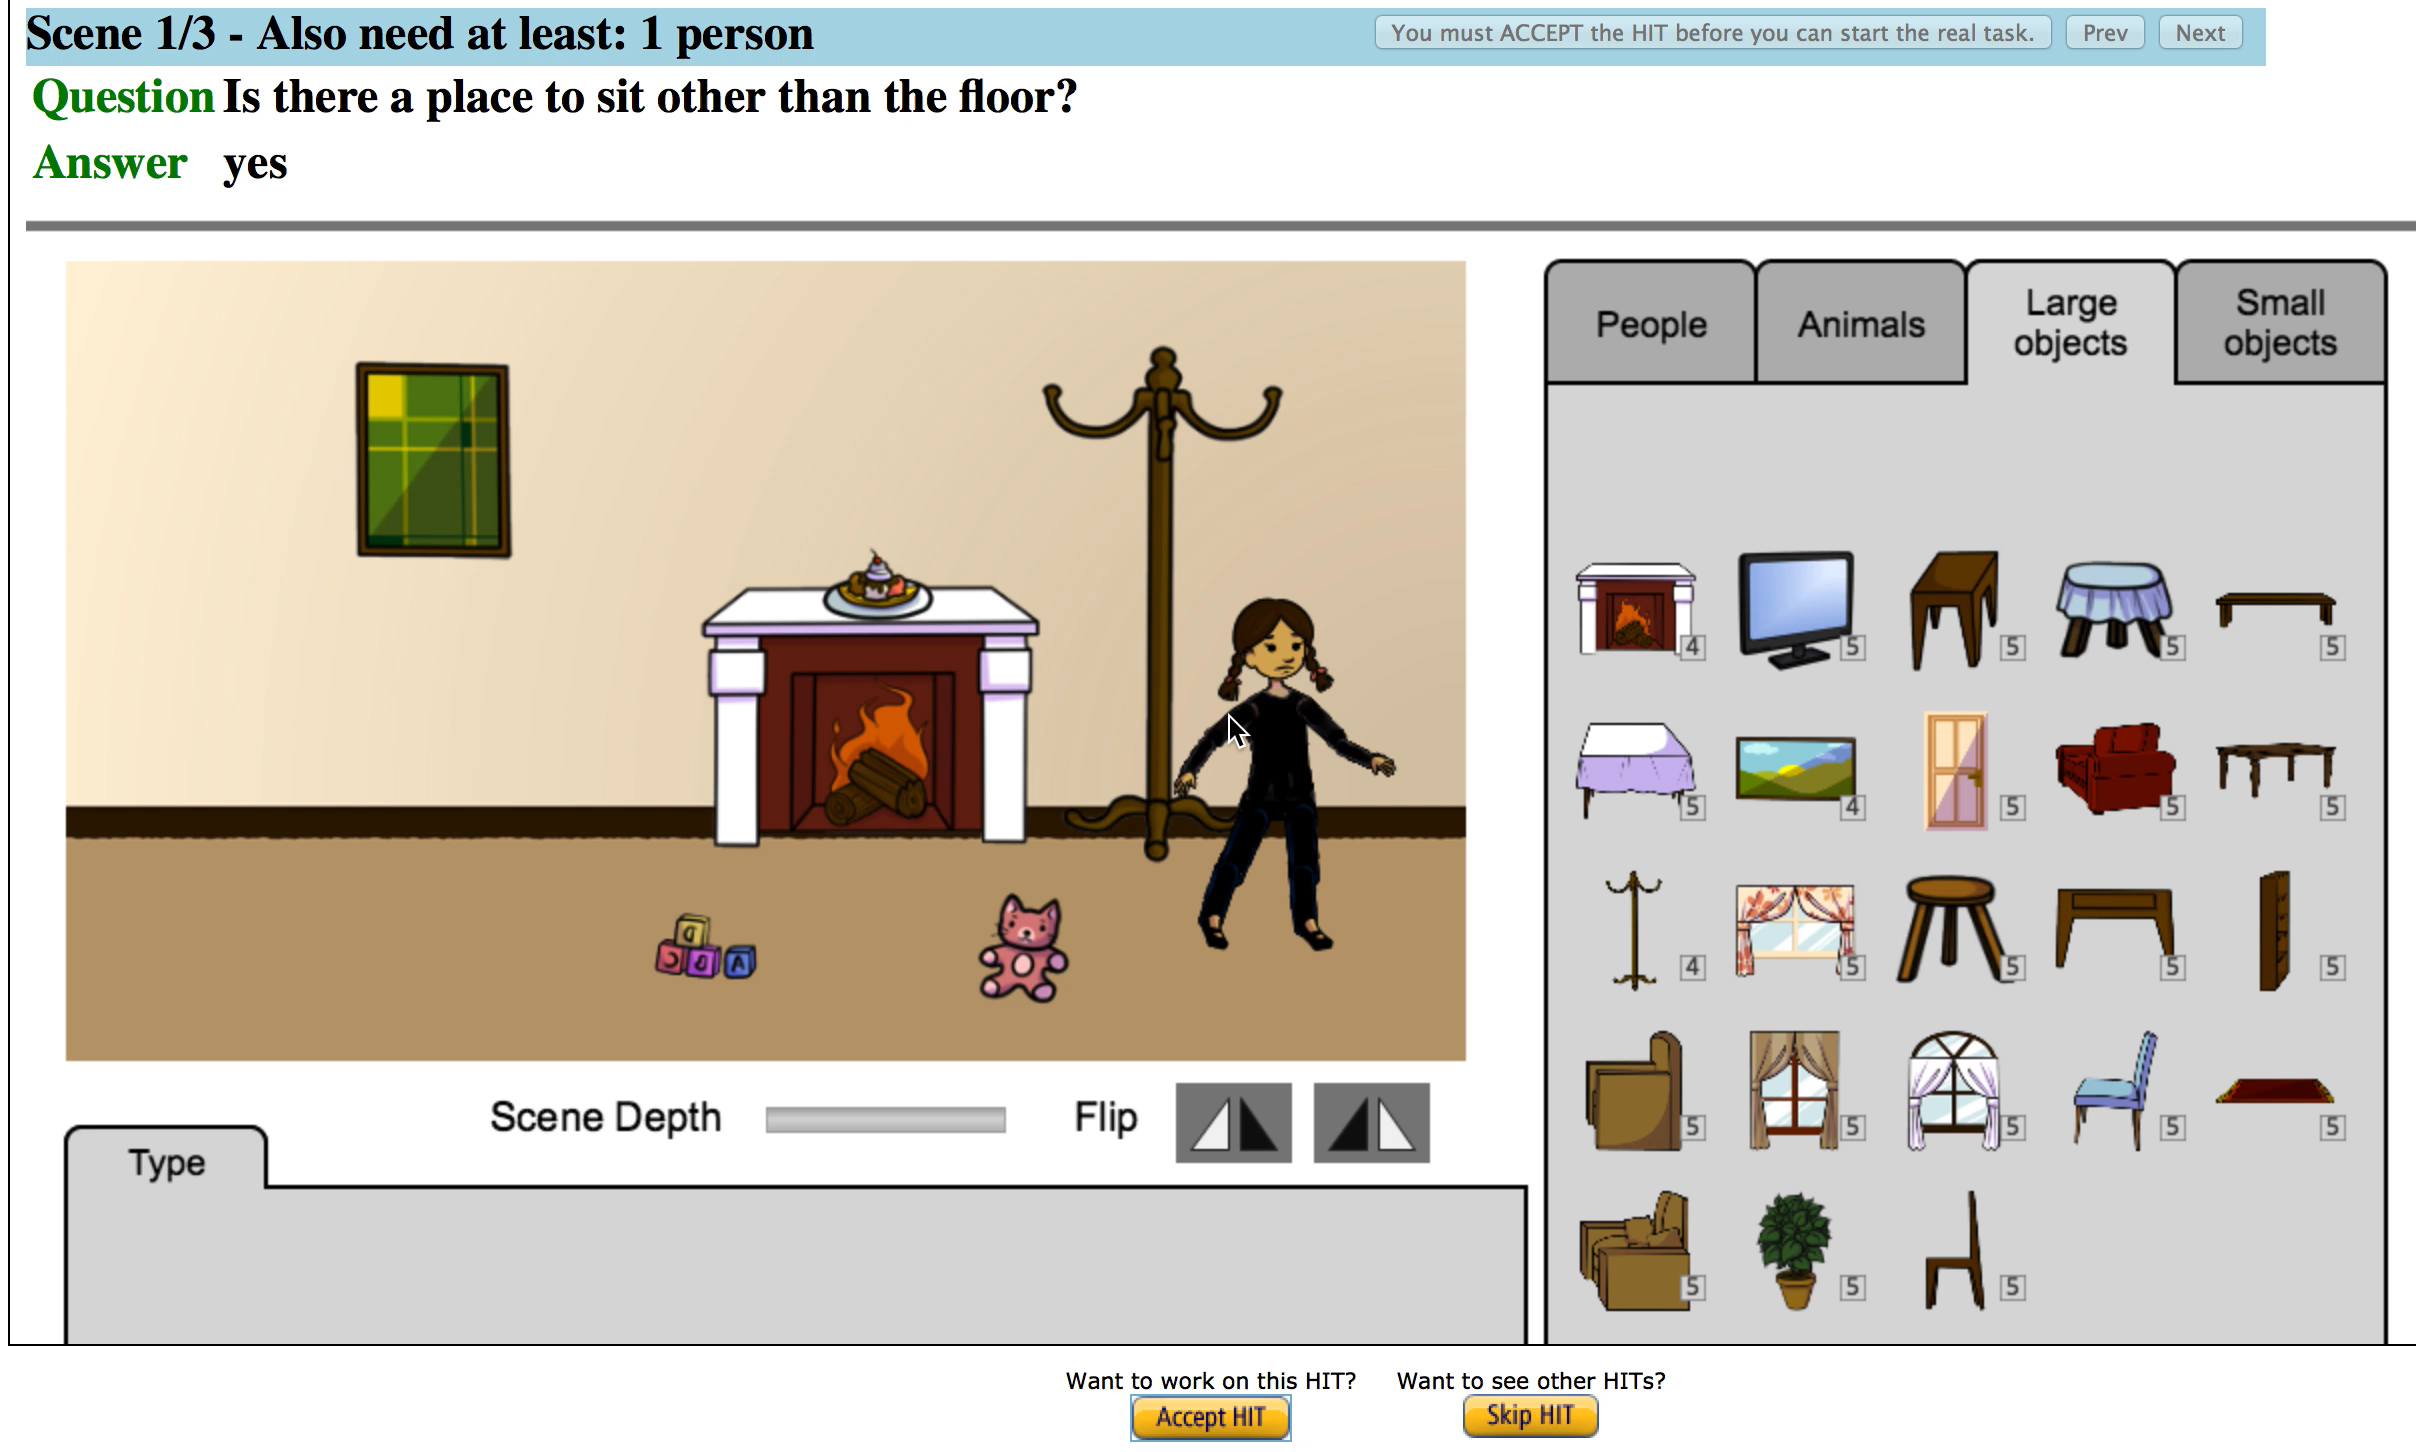 Scene 1/3 - Also need at least: 1 person
You must ACCEPT the HIT before you can start the real task.
Prev
Next
Question Is there a place to sit other than the floor?
Answer yes
People
Animals
Large
objects
Small
objects
4 5 5 5 5
5 4 5 5 5
4 5 5 5 5
5 5 5 5 5
5 5 5
D
C
A
Scene Depth
Flip
Type
Want to work on this HIT?
Want to see other HITs?
Accept HIT
Skip HIT